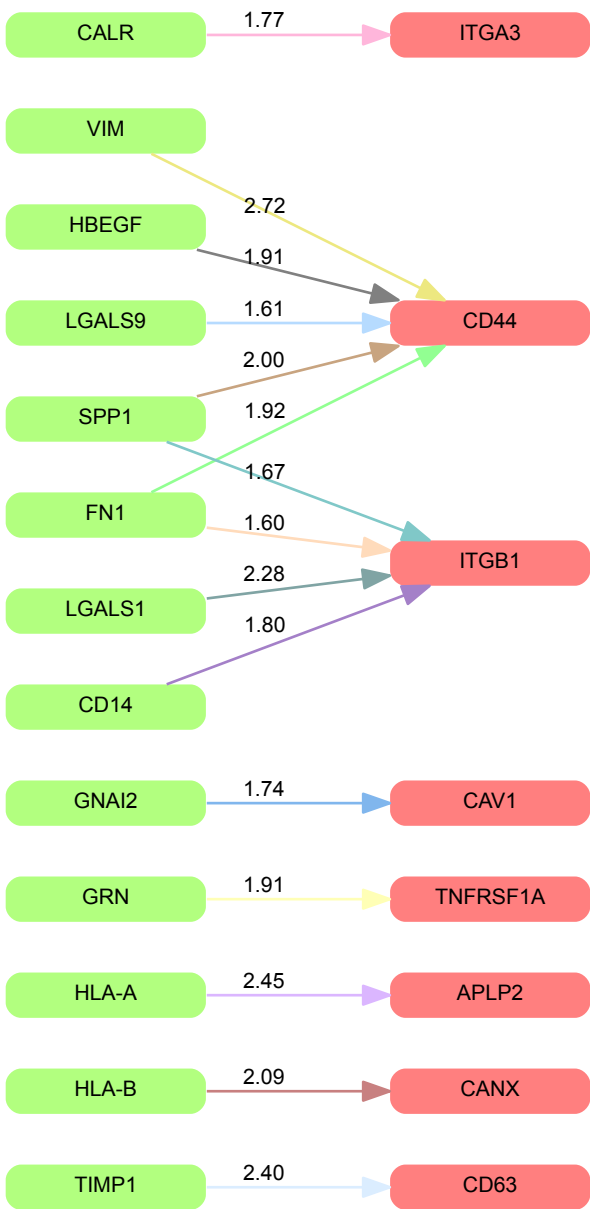 CALR 1.77 ITGA3
VIM
2.72
HBEGF
1.91
LGALS9 1.61 CD44
2.00
SPP1
1.92
1.67
FN1
1.60
ITGB1
2.28
LGALS1
1.80
CD14
GNAI2 1.74 CAV1
GRN 1.91 TNFRSF1A
HLA-A 2.45 APLP2
HLA-B 2.09 CANX
TIMP1 2.40 CD63